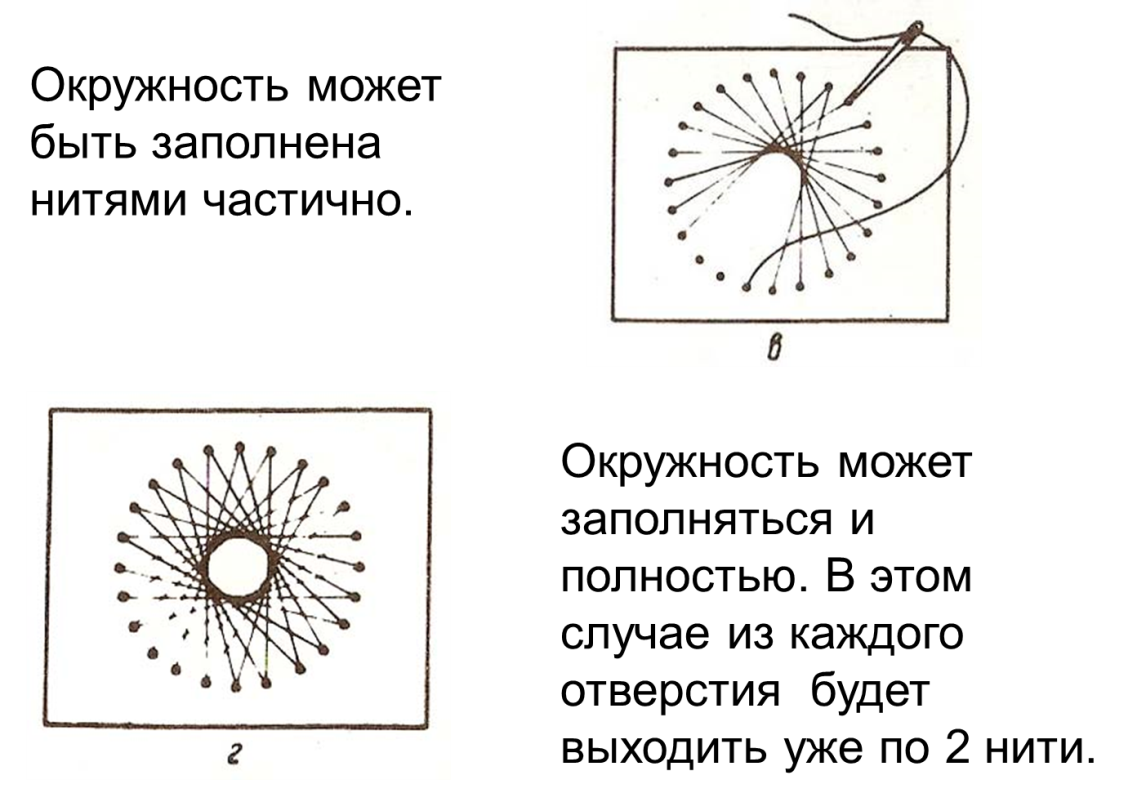 Окружность может
быть заполнена
нитями частично.
в
Окружность может
заполняться и
полностью. В этом
случае из каждого
отверстия будет
выходить уже по 2 нити.
г